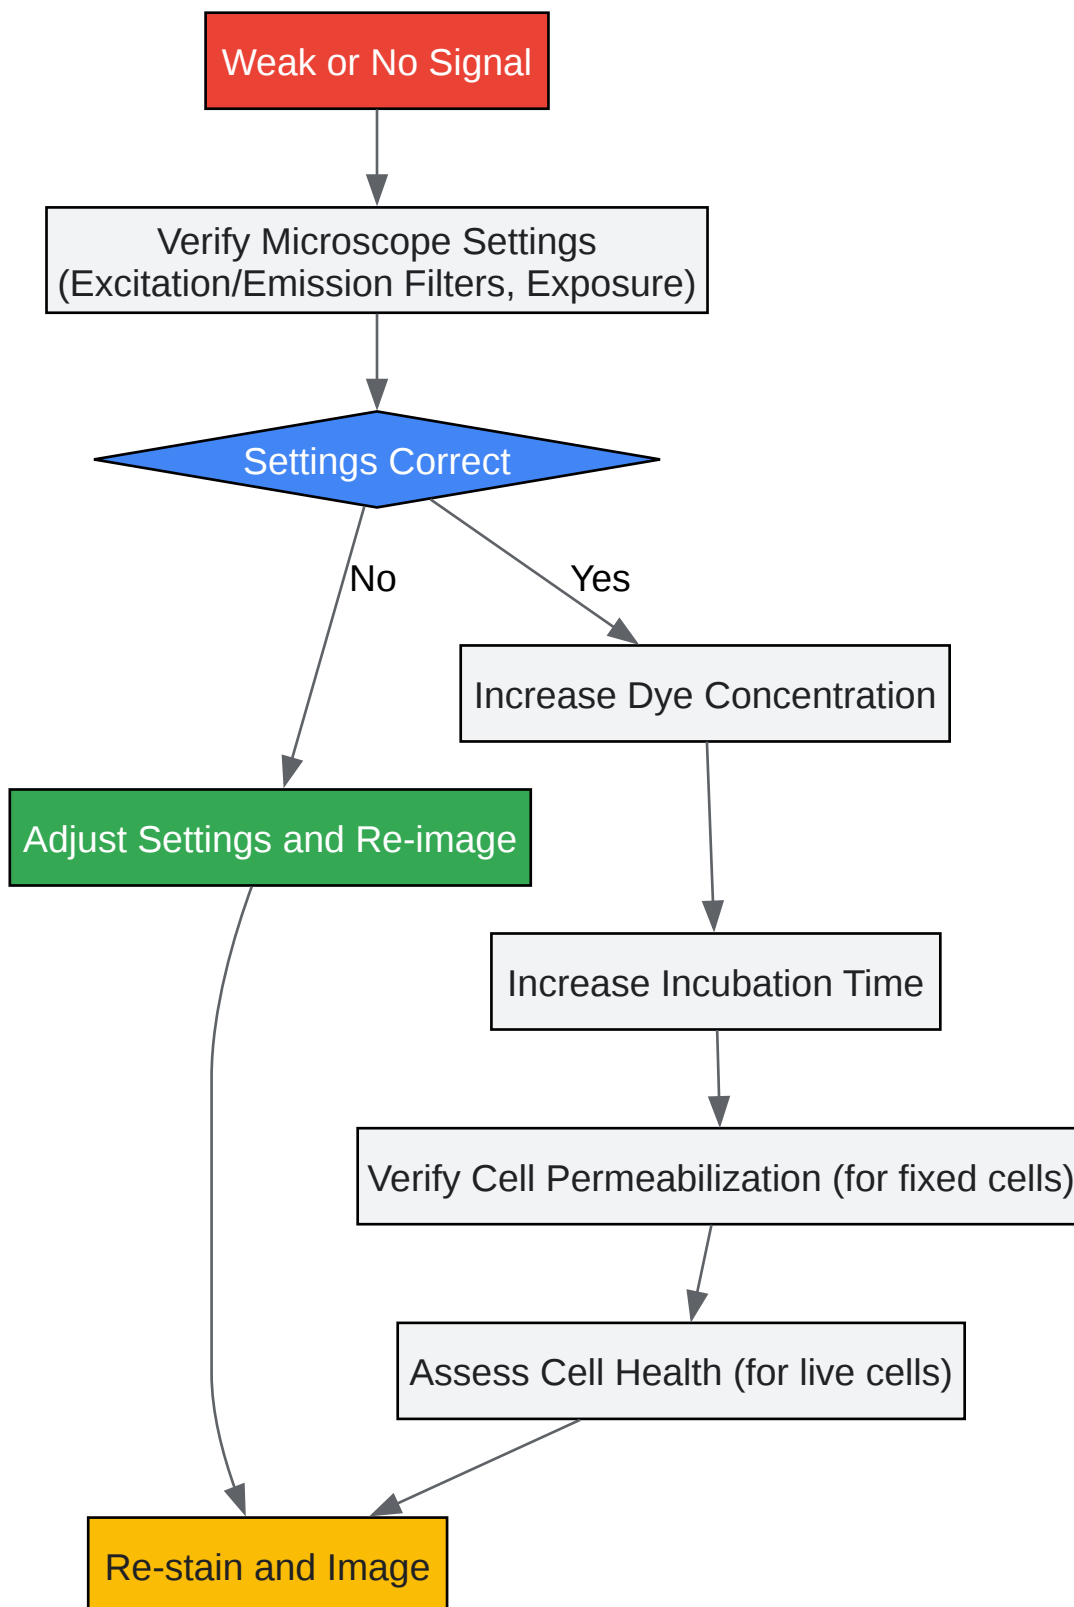 Weak or No Signal
Verify Microscope Settings
(Excitation/Emission Filters, Exposure)
Settings Correct
No
Yes
Increase Dye Concentration
Adjust Settings and Re-image
Increase Incubation Time
Verify Cell Permeabilization (for fixed cells)
Assess Cell Health (for live cells)
Re-stain and Image